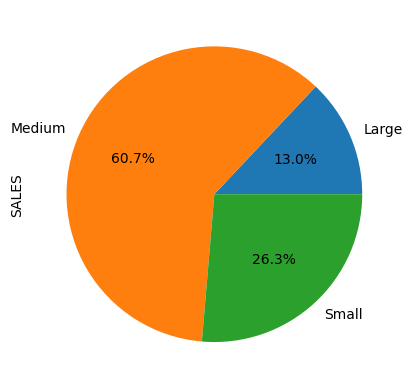 Medium
Large
60.7%
13.0%
SALES
26.3%
Small